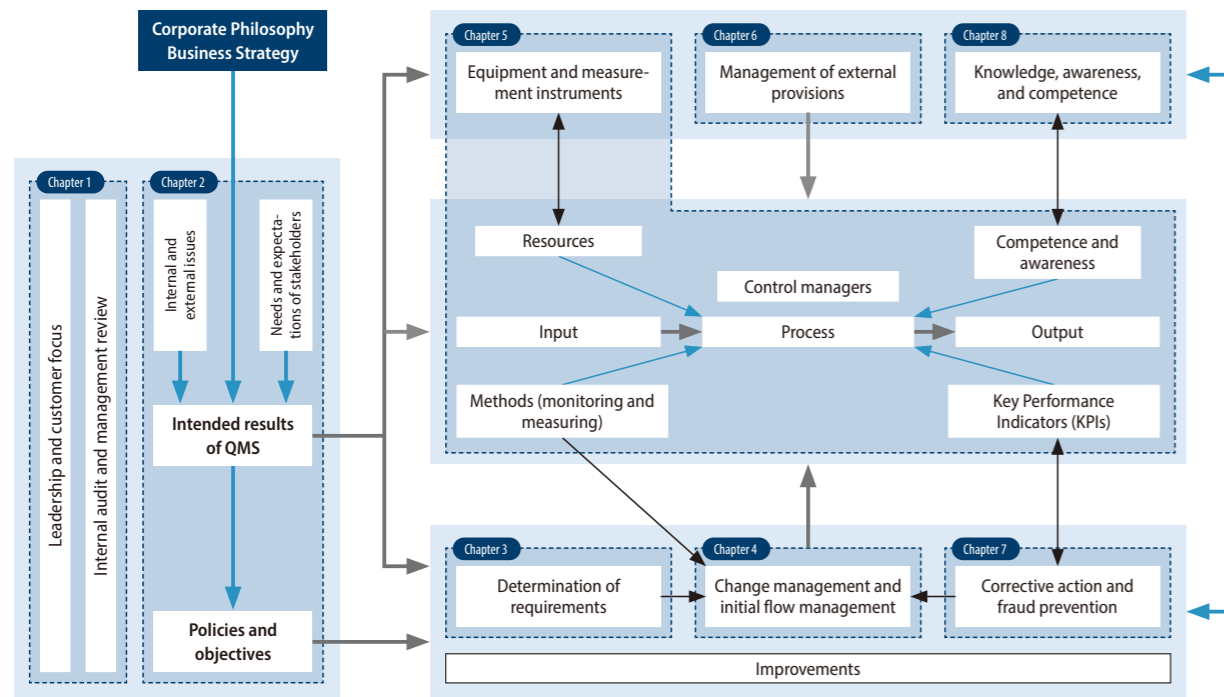 Corporate Philosophy
Business Strategy
Chapter 1
Leadership and customer focus
Internal audit and management review
Chapter 2
Internal and
external issues
Needs and expecta-
tions of stakeholders
Intended results
of QMS
Policies and
objectives
Chapter 5
Equipment and measure-
ment instruments
Chapter 6
Management of external
provisions
Chapter 8
Knowledge, awareness,
and competence
Resources
Competence and
awareness
Control managers
Input
Process
Output
Methods (monitoring and
measuring)
Key Performance
Indicators (KPIs)
Chapter 3
Determination of
requirements
Chapter 4
Change management and
initial flow management
Chapter 7
Corrective action and
fraud prevention
Improvements